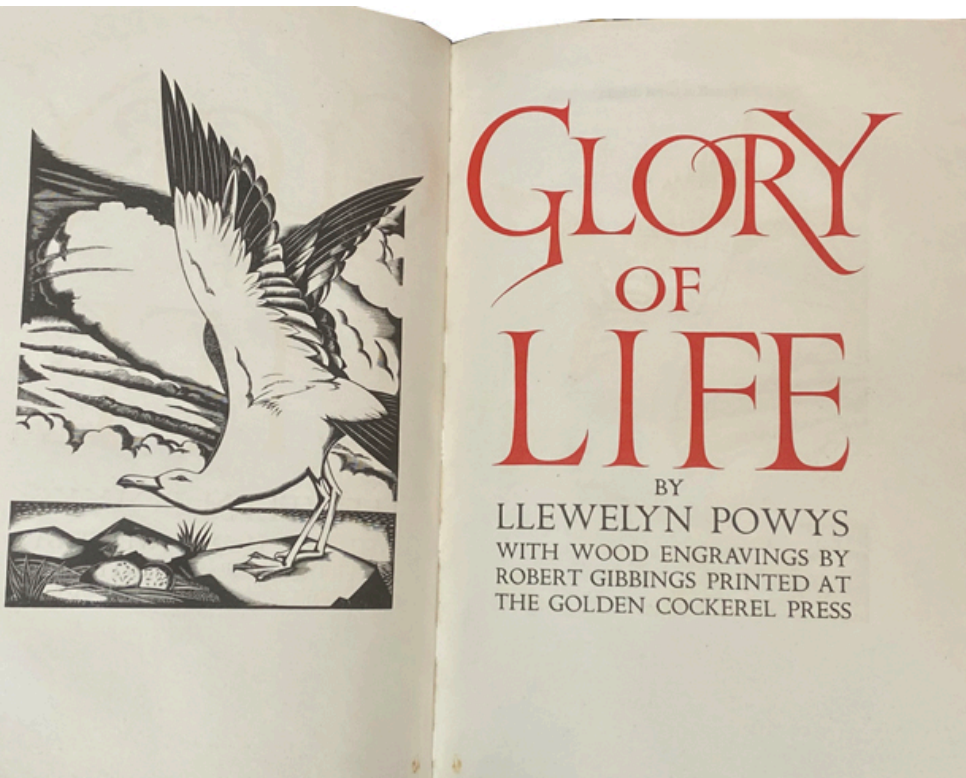 GLORY
OF
LIFE
BY
LLEWELYN POWYS
WITH WOOD ENGRAVINGS BY
ROBERT GIBBINGS PRINTED AT
THE GOLDEN COCKEREL PRESS